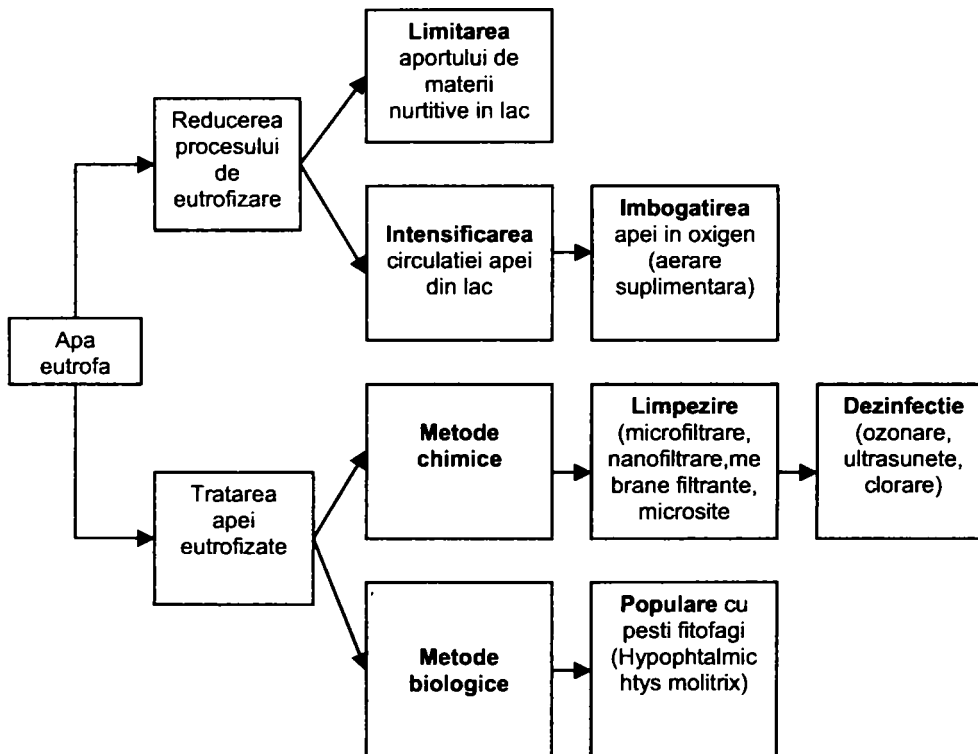 Limitarea
aportului de
materii
nurtitive in lac
Reducerea
procesului
de
eutrofizare
Intensificarea
circulatiei apei
din lac
Imbogatirea
apei in oxigen
(aerare
suplimentara)
Apa
eutrofa
Metode
chimice
Limpezire
(microfiltrare,
nanofiltrare,me
brane filtrante,
microsite
Dezinfectie
(ozonare,
ultrasunete,
clorare)
Tratarea
apei
eutrofizate
Metode
biologice
Populare cu
pesti fitofagi
(Hypophtalmic
htys molitrix)